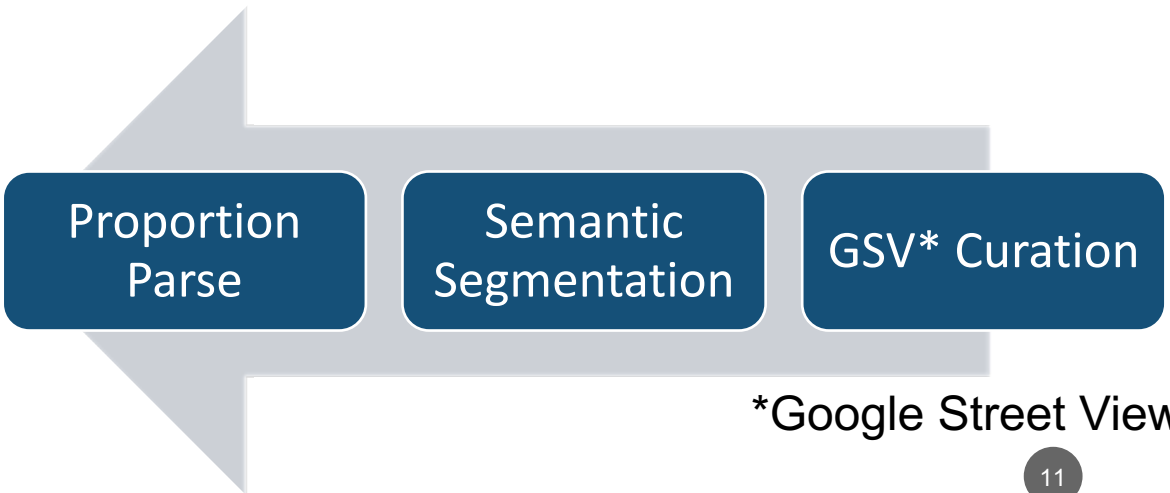 Proportion
Parse
Semantic
Segmentation
GSV* Curation
*Google Street View
11